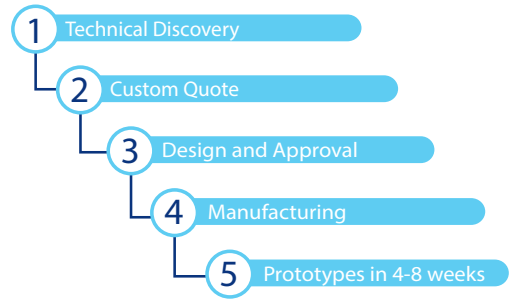 1 Technical Discovery
2 Custom Quote
3 Design and Approval
4 Manufacturing
5 Prototypes in 4-8 weeks